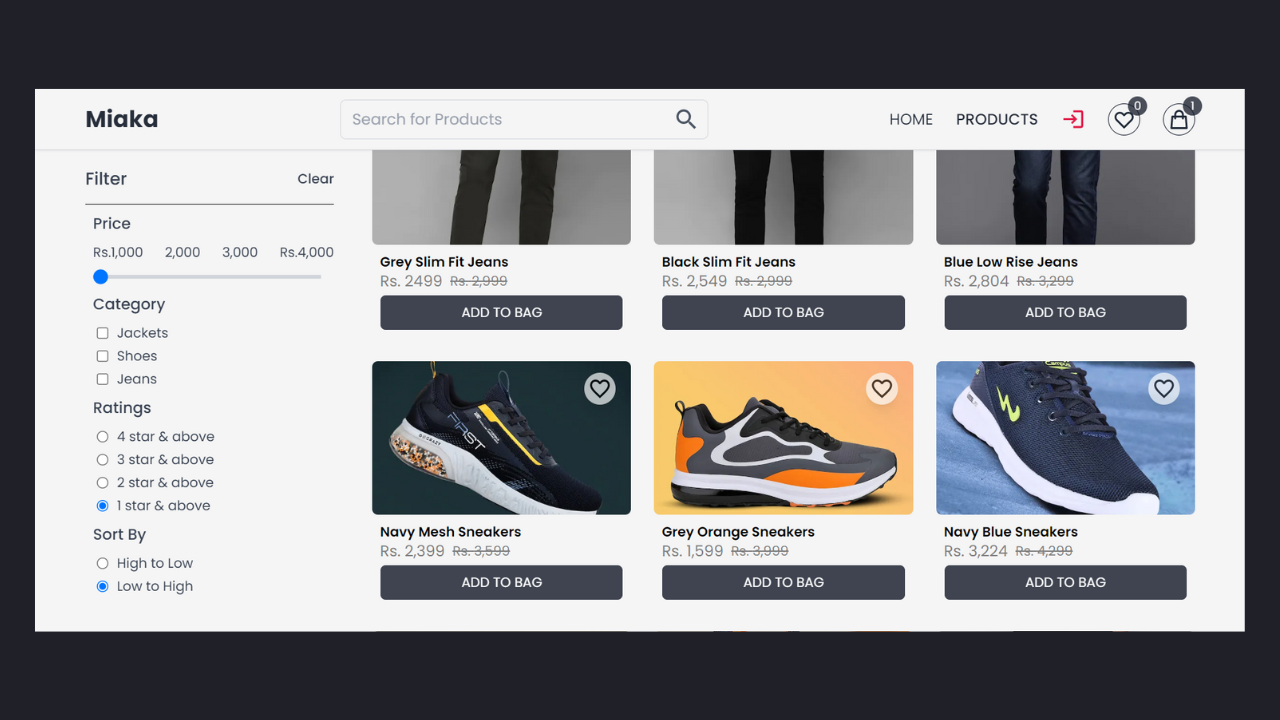 Miaka
Search for Products
HOME PRODUCTS 0 1
Filter Clear
Price
Rs.1,000 2,000 3,000 Rs.4,000
Category
Jackets
Shoes
Jeans
Ratings
4 star & above
3 star & above
2 star & above
1 star & above
Sort By
High to Low
Low to High
Grey Slim Fit Jeans
Rs. 2499 Rs. 2,999
ADD TO BAG
Black Slim Fit Jeans
Rs. 2,549 Rs. 2,999
ADD TO BAG
Blue Low Rise Jeans
Rs. 2,804 Rs. 3,299
ADD TO BAG
FIRST
Navy Mesh Sneakers
Rs. 2,399 Rs. 3,599
ADD TO BAG
Grey Orange Sneakers
Rs. 1,599 Rs. 3,999
ADD TO BAG
Navy Blue Sneakers
Rs. 3,224 Rs. 4,299
ADD TO BAG